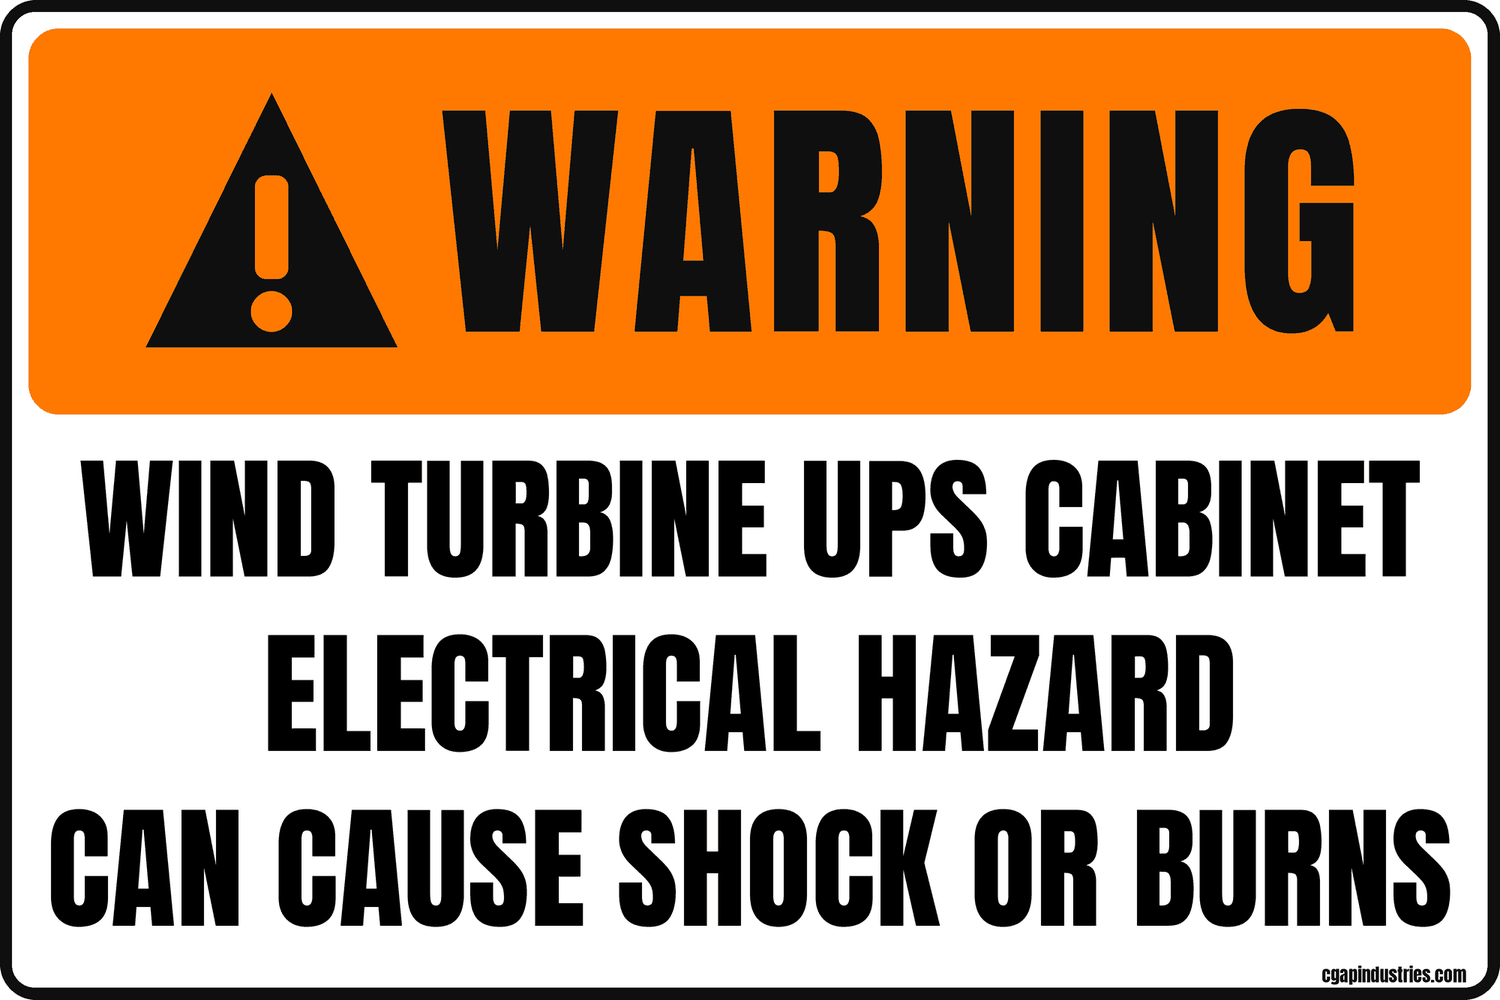 WARNING
WIND TURBINE UPS CABINET
ELECTRICAL HAZARD
CAN CAUSE SHOCK OR BURNS
cgapindustries.com